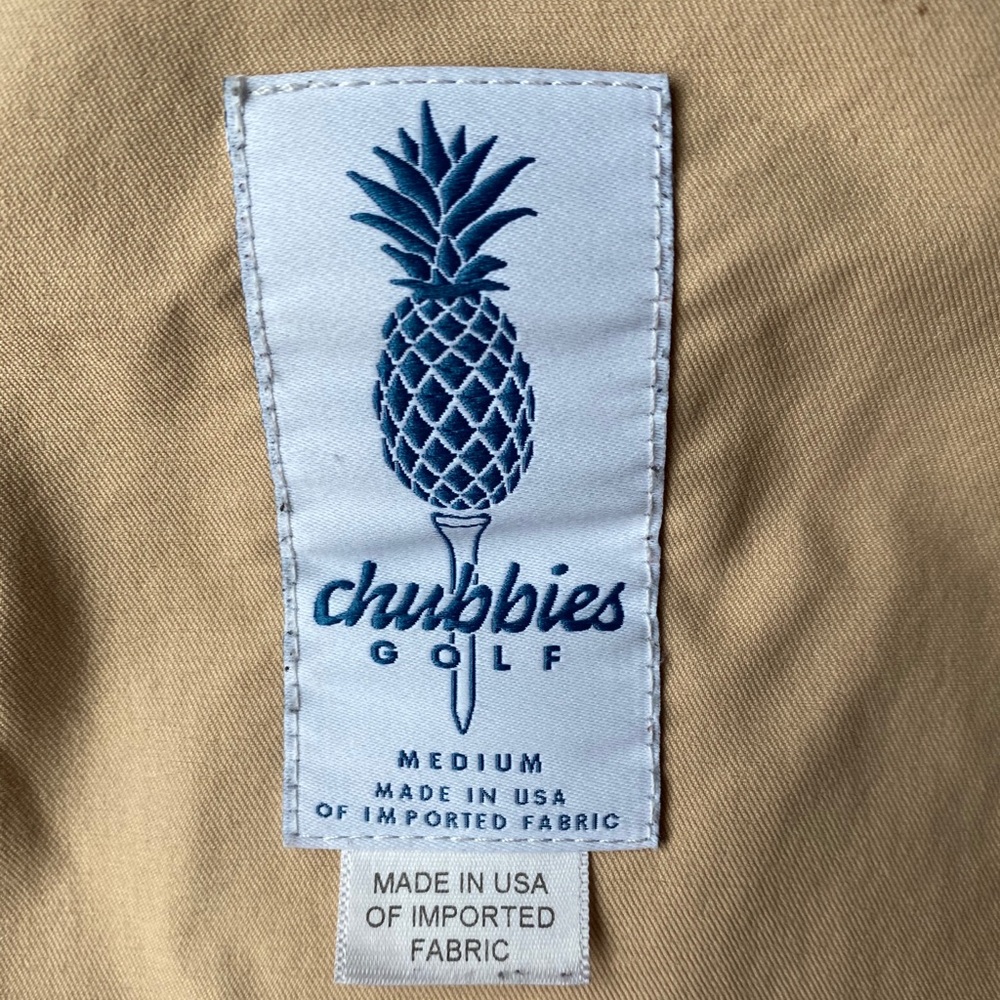 chubbies
GOLF
MEDIUM
MADE IN USA
OF IMPORTED FABRIC
MADE IN USA
OF IMPORTED
FABRIC